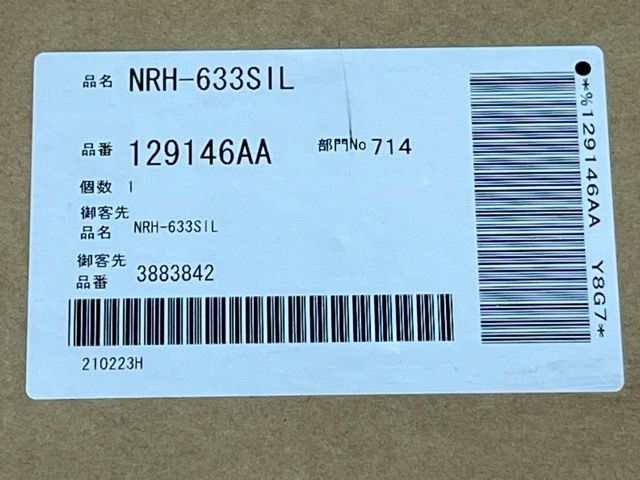 品名 NRH-633SIL
品番 129146AA 部門No 714
個数 1
御客先
品名 NRH-633SIL
御客先
品番 3883842
210223H
*%129146AA Y8G7*